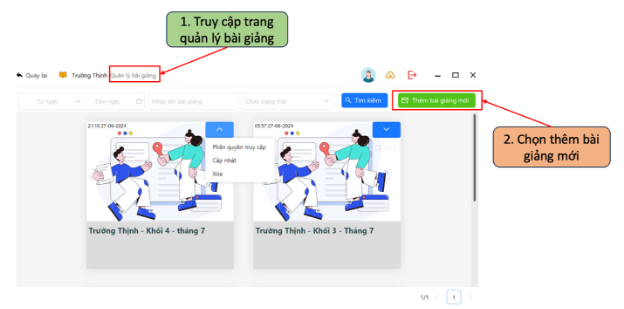 1. Truy cập trang
quản lý bài giảng
Quay lại Trường Thịnh Quản lý bài giảng
Từ ngày → Đến ngày Nhập tên bài giảng Chọn trạng thái Tìm kiếm Thêm bài giảng mới
2. Chọn thêm bài
giảng mới
21:10 27-06-2024 05:57 27-06-2024
Phân quyền truy cập
Cập nhật
Xóa
Trường Thịnh - Khối 4 - tháng 7 Trường Thịnh - Khối 3 - Tháng 7
1/1 1